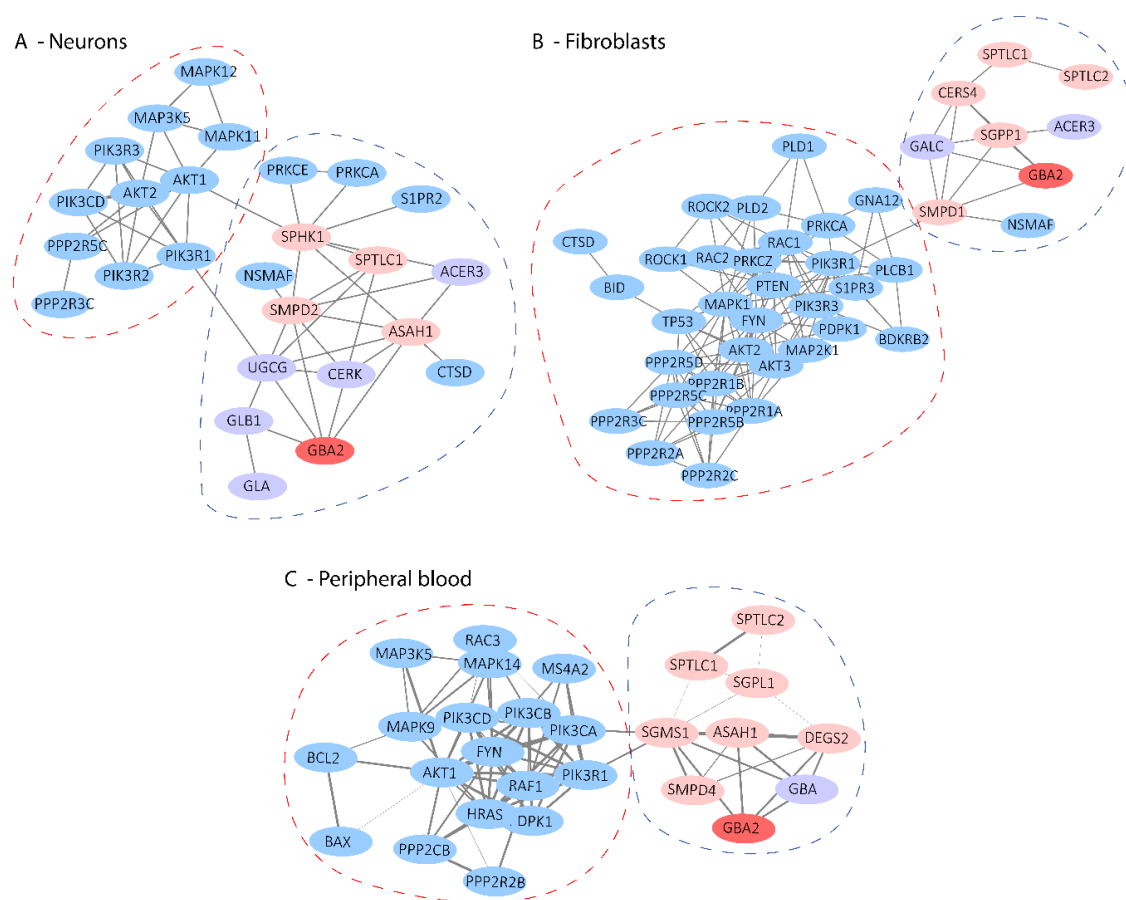 A - Neurons
MAPK12
MAP3K5
MAPK11
PIK3R3
AKT1
AKT2
PIK3CD
PPP2R5C
PIK3R1
PIK3R2
PPP2R3C
PRKCE
PRKCA
S1PR2
SPHK1
SPTLC1
ACER3
NSMAF
SMPD2
ASAH1
UGCG
CERK
CTSD
GLB1
GBA2
GLA
B - Fibroblasts
PLD1
ROCK2
PLD2
GNA12
PRKCA
CTSD
RAC1
ROCK1
RAC2
PRKCZ
PIK3R1
PLCB1
BID
PTEN
S1PR3
MAPK1
PIK3R3
TP53
FYN
PDPK1
BDKRB2
AKT2
MAP2K1
PPP2R5D
AKT3
PPP2R1B
PPP2R5C
PPP2R1A
PPP2R3C
PPP2R5B
PPP2R2A
PPP2R2C
SPTLC1
SPTLC2
CERS4
ACER3
SGPP1
GALC
GBA2
SMPD1
NSMAF
C - Peripheral blood
RAC3
MAP3K5
MAPK14
MS4A2
PIK3CD
PIK3CB
MAPK9
PIK3CA
BCL2
FYN
AKT1
PIK3R1
RAF1
HRAS
DPK1
BAX
PPP2CB
PPP2R2B
SPTLC2
SPTLC1
SGPL1
SGMS1
ASAH1
DEGS2
SMPD4
GBA
GBA2